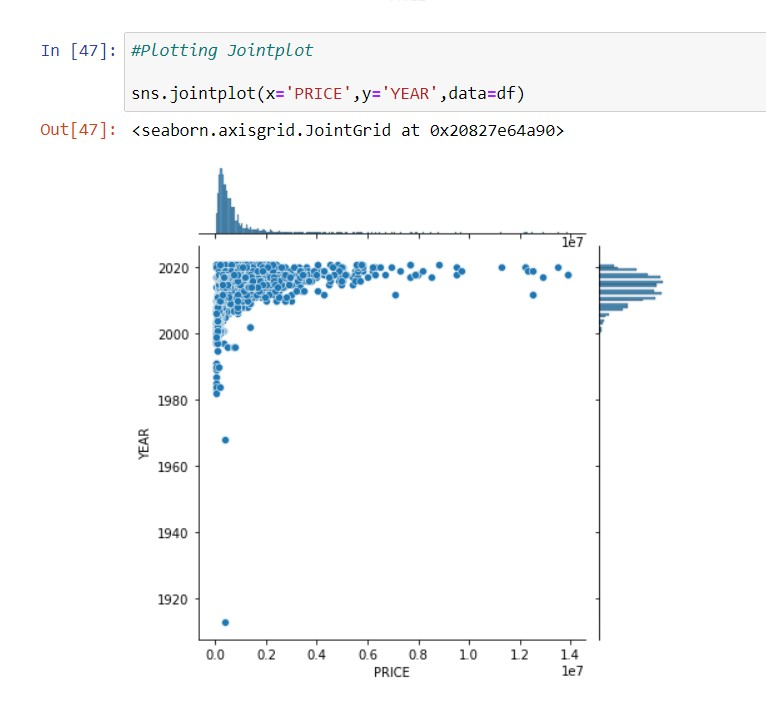 In [47]: #Plotting Jointplot
sns.jointplot(x='PRICE',y='YEAR',data=df)
Out[47]: <seaborn.axisgrid.JointGrid at 0x20827e64a90>
1e7
2020
2000
1980
1960
1940
1920
YEAR
0.0 0.2 0.4 0.6 0.8 1.0 1.2 1.4
PRICE 1e7